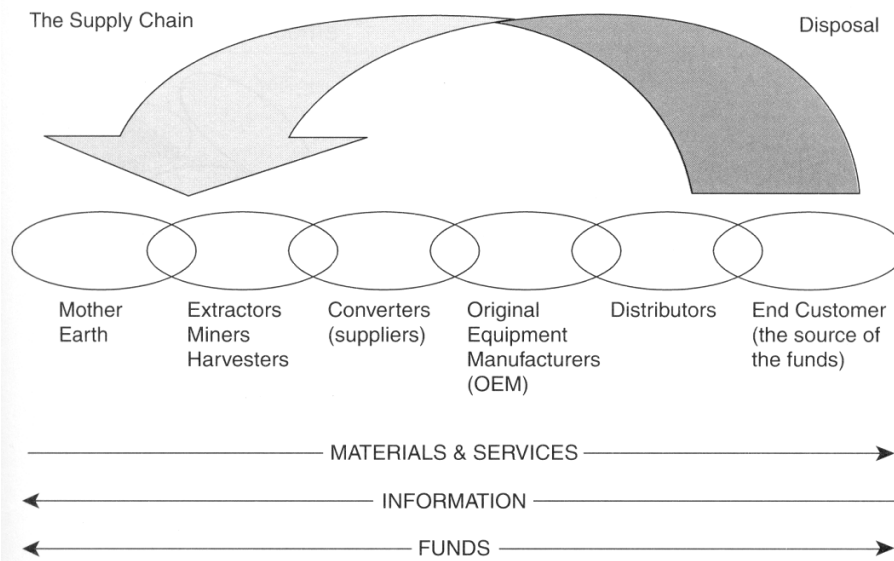 The Supply Chain
Disposal
Mother
Earth
Extractors
Miners
Harvesters
Converters
(suppliers)
Original
Equipment
Manufacturers
(OEM)
Distributors
End Customer
(the source of
the funds)
MATERIALS & SERVICES
INFORMATION
FUNDS